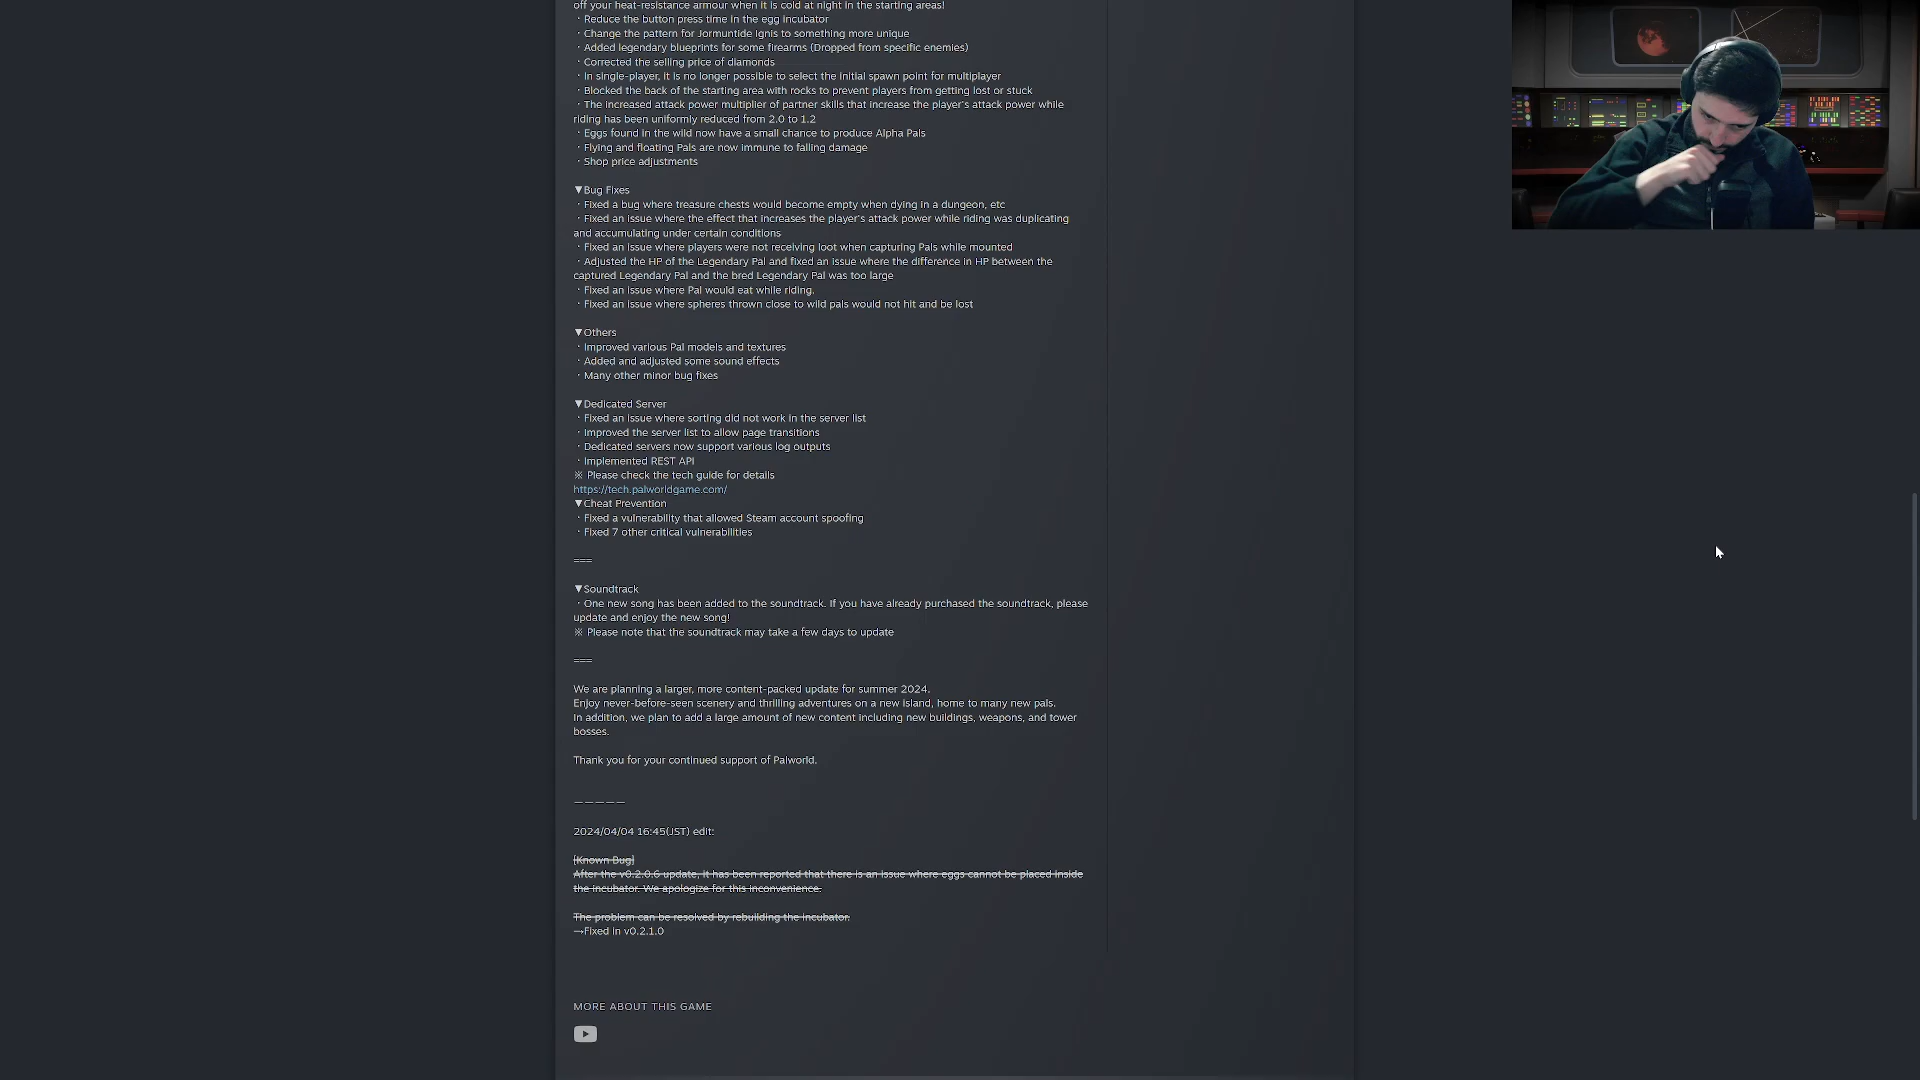 off your heat-resistance armour when it is cold at night in the starting areas!
・Reduce the button press time in the egg incubator
・Change the pattern for Jormuntide Ignis to something more unique
・Added legendary blueprints for some firearms (Dropped from specific enemies)
・Corrected the selling price of diamonds
・In single-player, it is no longer possible to select the initial spawn point for multiplayer
・Blocked the back of the starting area with rocks to prevent players from getting lost or stuck
・The increased attack power multiplier of partner skills that increase the player's attack power while
riding has been uniformly reduced from 2.0 to 1.2
・Eggs found in the wild now have a small chance to produce Alpha Pals
・Flying and floating Pals are now immune to falling damage
・Shop price adjustments
▼Bug Fixes
・Fixed a bug where treasure chests would become empty when dying in a dungeon, etc
・Fixed an issue where the effect that increases the player's attack power while riding was duplicating
and accumulating under certain conditions
・Fixed an issue where players were not receiving loot when capturing Pals while mounted
・Adjusted the HP of the Legendary Pal and fixed an issue where the difference in HP between the
captured Legendary Pal and the bred Legendary Pal was too large
・Fixed an issue where Pal would eat while riding.
・Fixed an issue where spheres thrown close to wild pals would not hit and be lost
▼Others
・Improved various Pal models and textures
・Added and adjusted some sound effects
・Many other minor bug fixes
▼Dedicated Server
・Fixed an issue where sorting did not work in the server list
・Improved the server list to allow page transitions
・Dedicated servers now support various log outputs
・Implemented REST API
※ Please check the tech guide for details
https://tech.palworldgame.com/
▼Cheat Prevention
・Fixed a vulnerability that allowed Steam account spoofing
・Fixed 7 other critical vulnerabilities
===
▼Soundtrack
・One new song has been added to the soundtrack. If you have already purchased the soundtrack, please
update and enjoy the new song!
※ Please note that the soundtrack may take a few days to update
===
We are planning a larger, more content-packed update for summer 2024.
Enjoy never-before-seen scenery and thrilling adventures on a new island, home to many new pals.
In addition, we plan to add a large amount of new content including new buildings, weapons, and tower
bosses.
Thank you for your continued support of Palworld.
—————
2024/04/04 16:45(JST) edit:
[Known Bug]
After the v0.2.0.6 update, it has been reported that there is an issue where eggs cannot be placed inside
the incubator. We apologize for this inconvenience.
The problem can be resolved by rebuilding the incubator.
→Fixed in v0.2.1.0
MORE ABOUT THIS GAME